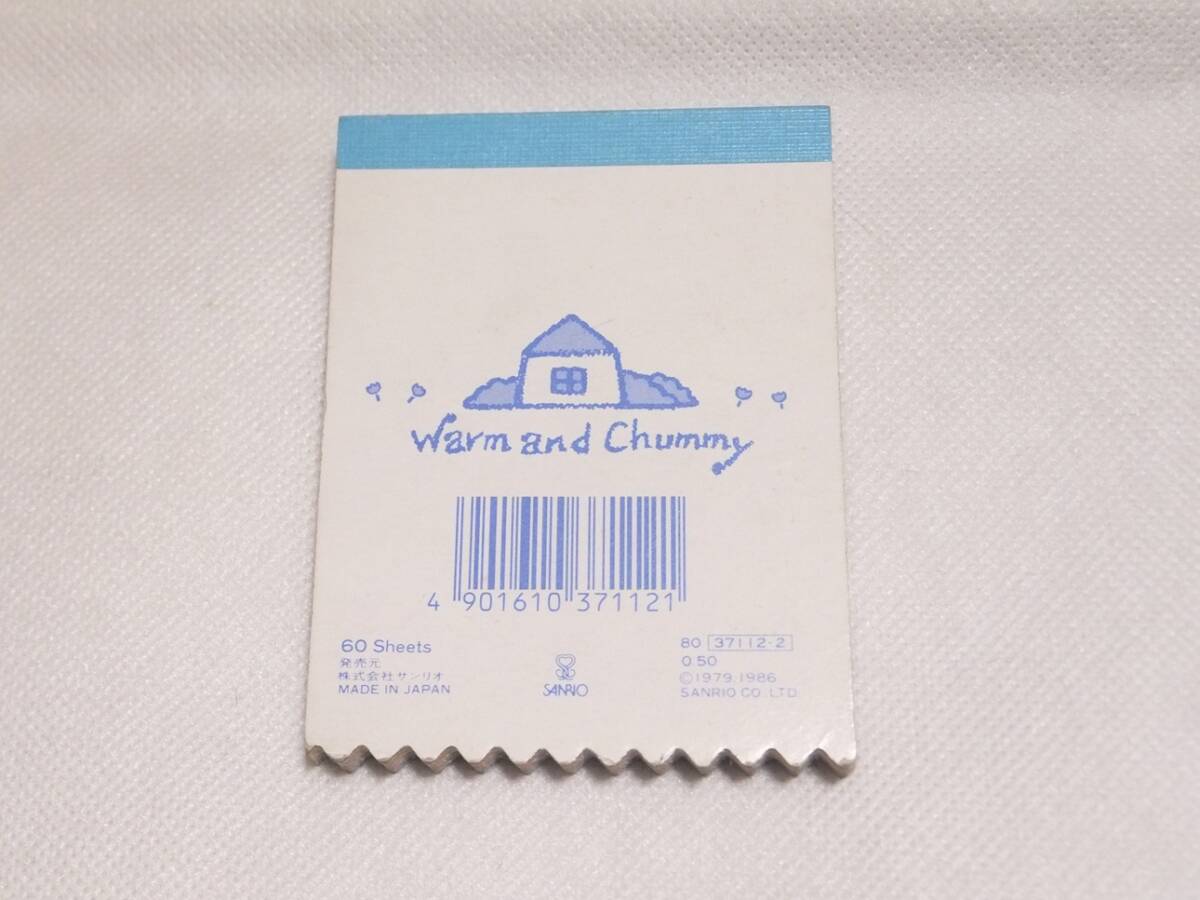 Warm and Chummy
4 901610 371121
60 Sheets
発売元
株式会社サンリオ
MADE IN JAPAN
SANRIO
80 37112-2
0.50
©1979.1986
SANRIO CO. LTD.